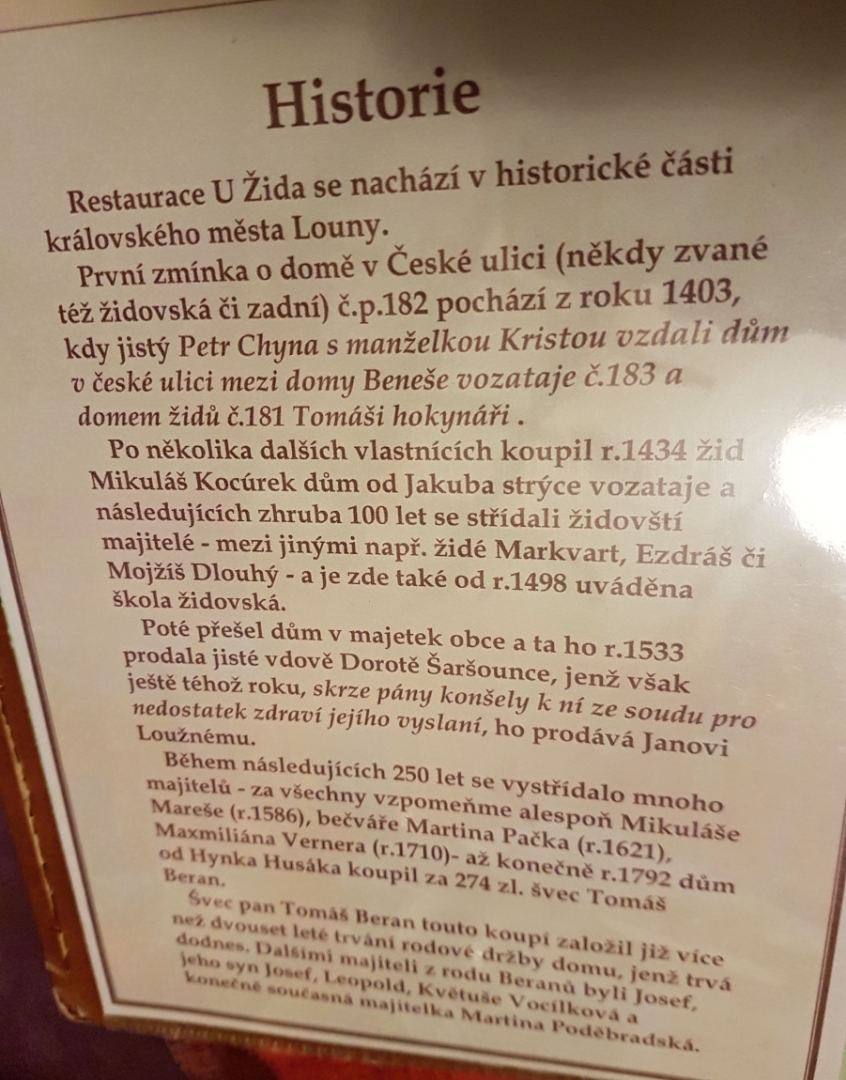 Historie
Restaurace U Žida se nachází v historické části
královského města Louny.
První zmínka o domě v České ulici (někdy zvané
též židovská či zadní) č.p.182 pochází z roku 1403,
kdy jistý Petr Chyna s manželkou Kristou vzdali dům
v české ulici mezi domy Beneše vozataje č.183 a
domem židů č.181 Tomáši hokynáři .
Po několika dalších vlastnících koupil r.1434 žid
Mikuláš Kocúrek dům od Jakuba strýce vozataje a
následujících zhruba 100 let se střídali židovští
majitelé - mezi jinými např. židé Markvart, Ezdráš či
Mojžíš Dlouhý - a je zde také od r.1498 uváděna
škola židovská.
Poté přešel dům v majetek obce a ta ho r.1533
prodala jisté vdově Dorotě Šaršounce, jenž však
ještě téhož roku, skrze pány konšely k ní ze soudu pro
nedostatek zdraví jejího vyslaní, ho prodává Janovi
Loužnému.
Během následujících 250 let se vystřídalo mnoho
majitelů - za všechny vzpomeňme alespoň Mikuláše
Mareše (r.1586), bečváře Martina Pačka (r.1621),
Maxmiliána Vernera (r.1710)- až konečně r.1792 dům
od Hynka Husáka koupil za 274 zl. švec Tomáš
Beran.
Švec pan Tomáš Beran touto koupí založil již více
než dvouset leté trvání rodové držby domu, jenž trvá
dodnes. Dalšími majiteli z rodu Beranů byli Josef,
jeho syn Josef, Leopold, Květuše Vocílková a
konečně současná majitelka Martina Poděbradská.